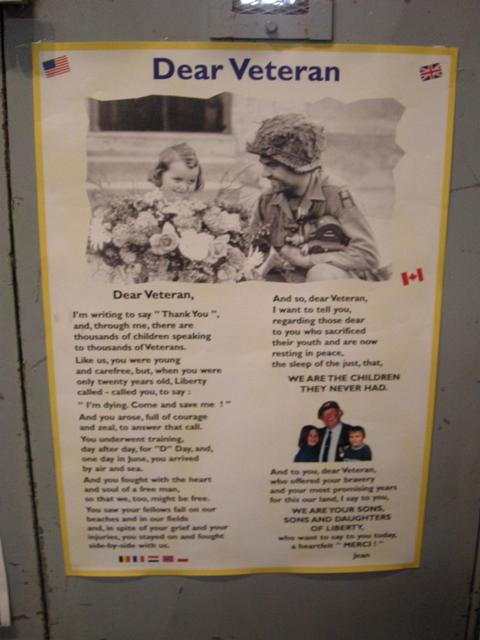 Dear Veteran
Dear Veteran,
I'm writing to say " Thank You ",
and, through me, there are
thousands of children speaking
to thousands of Veterans.
Like us, you were young
and carefree, but, when you were
only twenty years old, Liberty
called - called you, to say :
" I'm dying. Come and save me ! "
And you arose, full of courage
and zeal, to answer that call.
You underwent training,
day after day, for "D" Day, and,
one day in June, you arrived
by air and sea.
And you fought with the heart
and soul of a free man,
so that we, too, might be free.
You saw your fellows fall on our
beaches and in our fields
and, in spite of your grief and your
injuries, you stayed on and fought
side-by-side with us.
And so, dear Veteran,
I want to tell you,
regarding those dear
to you who sacrificed
their youth and are now
resting in peace,
the sleep of the just, that,
WE ARE THE CHILDREN
THEY NEVER HAD.
And to you, dear Veteran,
who offered your bearing
and your most promising years
for this our land, I say to you,
WE ARE YOUR SONS,
SONS AND DAUGHTERS
OF LIBERTY,
who want to say to you today,
a heartfelt " MERCI ! "
Jean